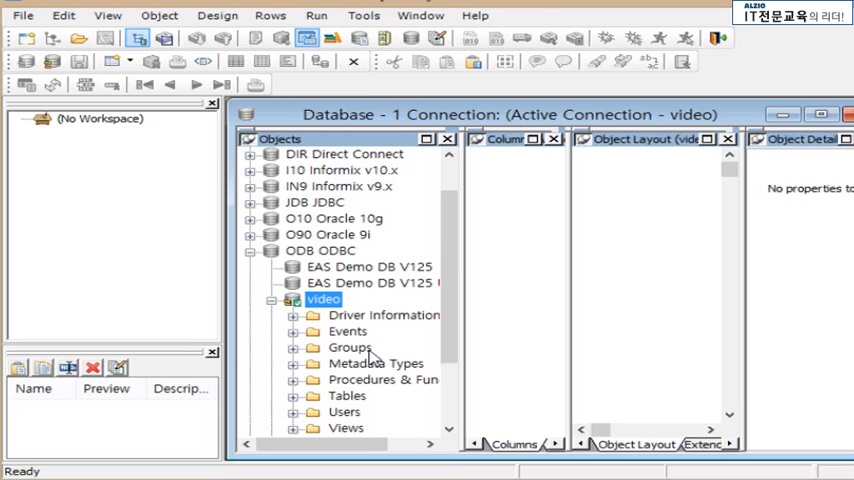 File Edit View Object Design Rows Run Tools Window Help
ALZIO
IT전문교육의 리더!
(No Workspace)
Database - 1 Connection: (Active Connection - video)
Objects
Object Layout (vide
Object Detai
DIR Direct Connect
I10 Informix v10.x
IN9 Informix v9.x
JDB JDBC
O10 Oracle 10g
O90 Oracle 9i
ODB ODBC
EAS Demo DB V125
EAS Demo DB V125
video
Driver Information
Events
Groups
Metadata Types
Procedures & Fun
Tables
Users
Views
No properties to
Name Preview Descrip...
Columns
Object Layout
Extenc
Ready